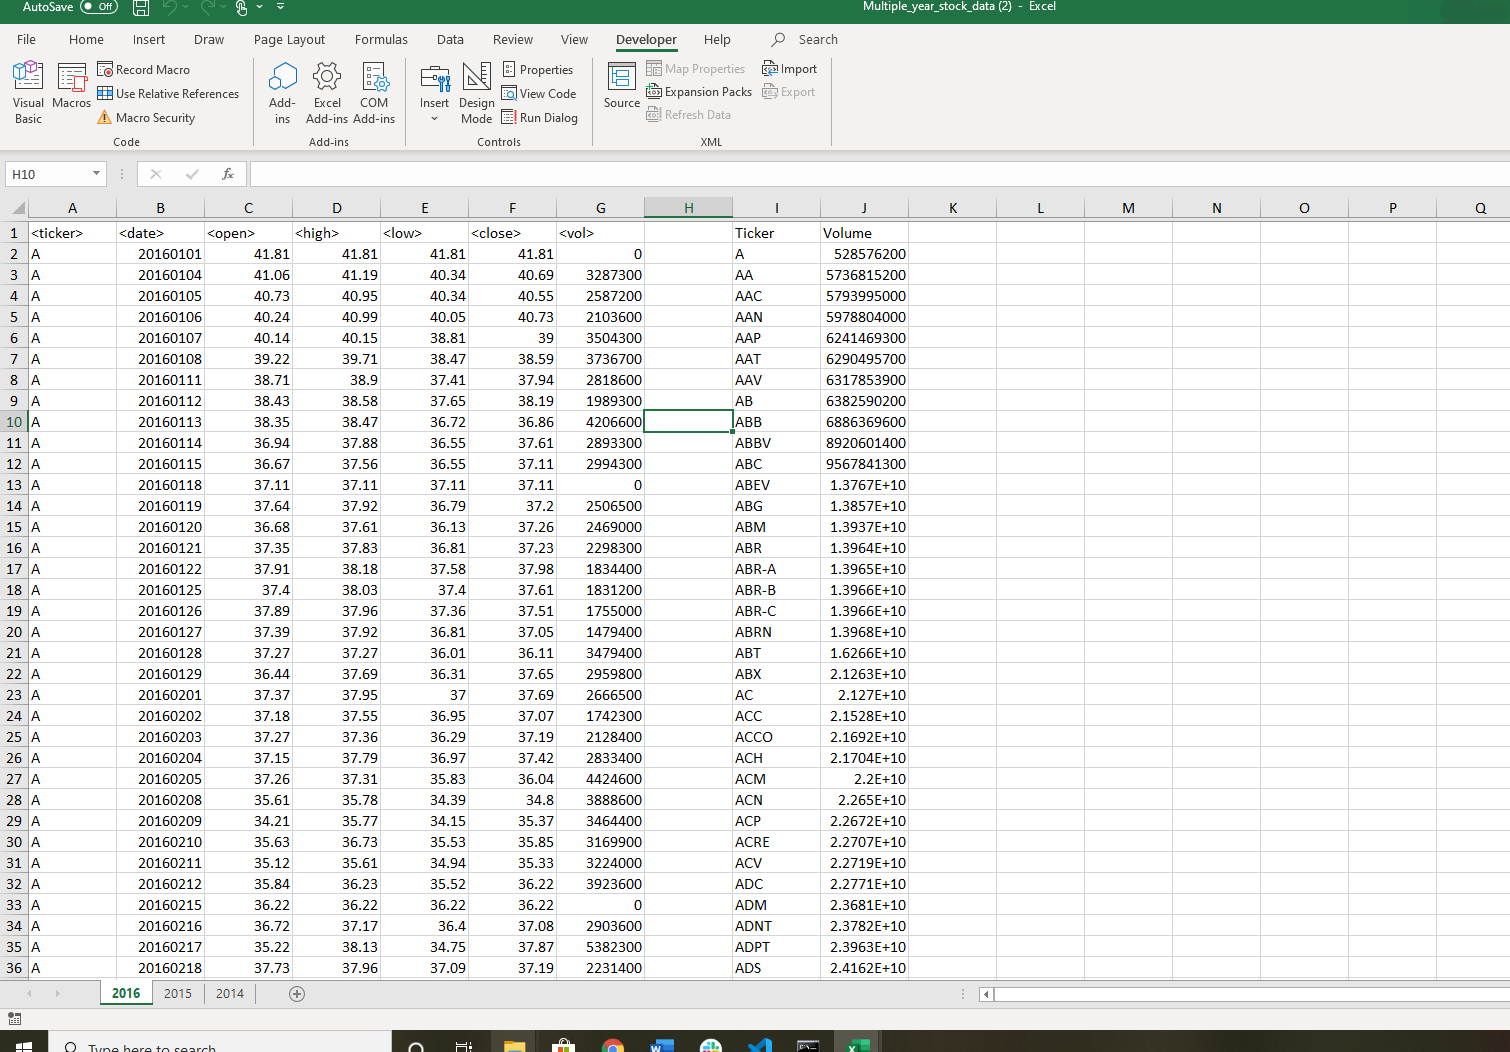 AutoSave Off Multiple_year_stock_data (2) - Excel
File Home Insert Draw Page Layout Formulas Data Review View Developer Help Search
Visual Basic Macros Record Macro Use Relative References Macro Security Code
Add-ins Excel Add-ins COM Add-ins Add-ins
Insert Design Mode Properties View Code Run Dialog Controls
Source Map Properties Expansion Packs Refresh Data Import Export XML
H10 fx
A B C D E F G H I J K L M N O P Q
1 <ticker> <date> <open> <high> <low> <close> <vol> Ticker Volume
2 A 20160101 41.81 41.81 41.81 41.81 0 A 528576200
3 A 20160104 41.06 41.19 40.34 40.69 3287300 AA 5736815200
4 A 20160105 40.73 40.95 40.34 40.55 2587200 AAC 5793995000
5 A 20160106 40.24 40.99 40.05 40.73 2103600 AAN 5978804000
6 A 20160107 40.14 40.15 38.81 39 3504300 AAP 6241469300
7 A 20160108 39.22 39.71 38.47 38.59 3736700 AAT 6290495700
8 A 20160111 38.71 38.9 37.41 37.94 2818600 AAV 6317853900
9 A 20160112 38.43 38.58 37.65 38.19 1989300 AB 6382590200
10 A 20160113 38.35 38.47 36.72 36.86 4206600 ABB 6886369600
11 A 20160114 36.94 37.88 36.55 37.61 2893300 ABBV 8920601400
12 A 20160115 36.67 37.56 36.55 37.11 2994300 ABC 9567841300
13 A 20160118 37.11 37.11 37.11 37.11 0 ABEV 1.3767E+10
14 A 20160119 37.64 37.92 36.79 37.2 2506500 ABG 1.3857E+10
15 A 20160120 36.68 37.61 36.13 37.26 2469000 ABM 1.3937E+10
16 A 20160121 37.35 37.83 36.81 37.23 2298300 ABR 1.3964E+10
17 A 20160122 37.91 38.18 37.58 37.98 1834400 ABR-A 1.3965E+10
18 A 20160125 37.4 38.03 37.4 37.61 1831200 ABR-B 1.3966E+10
19 A 20160126 37.89 37.96 37.36 37.51 1755000 ABR-C 1.3966E+10
20 A 20160127 37.39 37.92 36.81 37.05 1479400 ABRN 1.3968E+10
21 A 20160128 37.27 37.27 36.01 36.11 3479400 ABT 1.6266E+10
22 A 20160129 36.44 37.69 36.31 37.65 2959800 ABX 2.1263E+10
23 A 20160201 37.37 37.95 37 37.69 2666500 AC 2.127E+10
24 A 20160202 37.18 37.55 36.95 37.07 1742300 ACC 2.1528E+10
25 A 20160203 37.27 37.36 36.29 37.19 2128400 ACCO 2.1692E+10
26 A 20160204 37.15 37.79 36.97 37.42 2833400 ACH 2.1704E+10
27 A 20160205 37.26 37.31 35.83 36.04 4424600 ACM 2.2E+10
28 A 20160208 35.61 35.78 34.39 34.8 3888600 ACN 2.265E+10
29 A 20160209 34.21 35.77 34.15 35.37 3464400 ACP 2.2672E+10
30 A 20160210 35.63 36.73 35.53 35.85 3169900 ACRE 2.2707E+10
31 A 20160211 35.12 35.61 34.94 35.33 3224000 ACV 2.2719E+10
32 A 20160212 35.84 36.23 35.52 36.22 3923600 ADC 2.2771E+10
33 A 20160215 36.22 36.22 36.22 36.22 0 ADM 2.3681E+10
34 A 20160216 36.72 37.17 36.4 37.08 2903600 ADNT 2.3782E+10
35 A 20160217 35.22 38.13 34.75 37.87 5382300 ADPT 2.3963E+10
36 A 20160218 37.73 37.96 37.09 37.19 2231400 ADS 2.4162E+10
2016 2015 2014
Type here to search